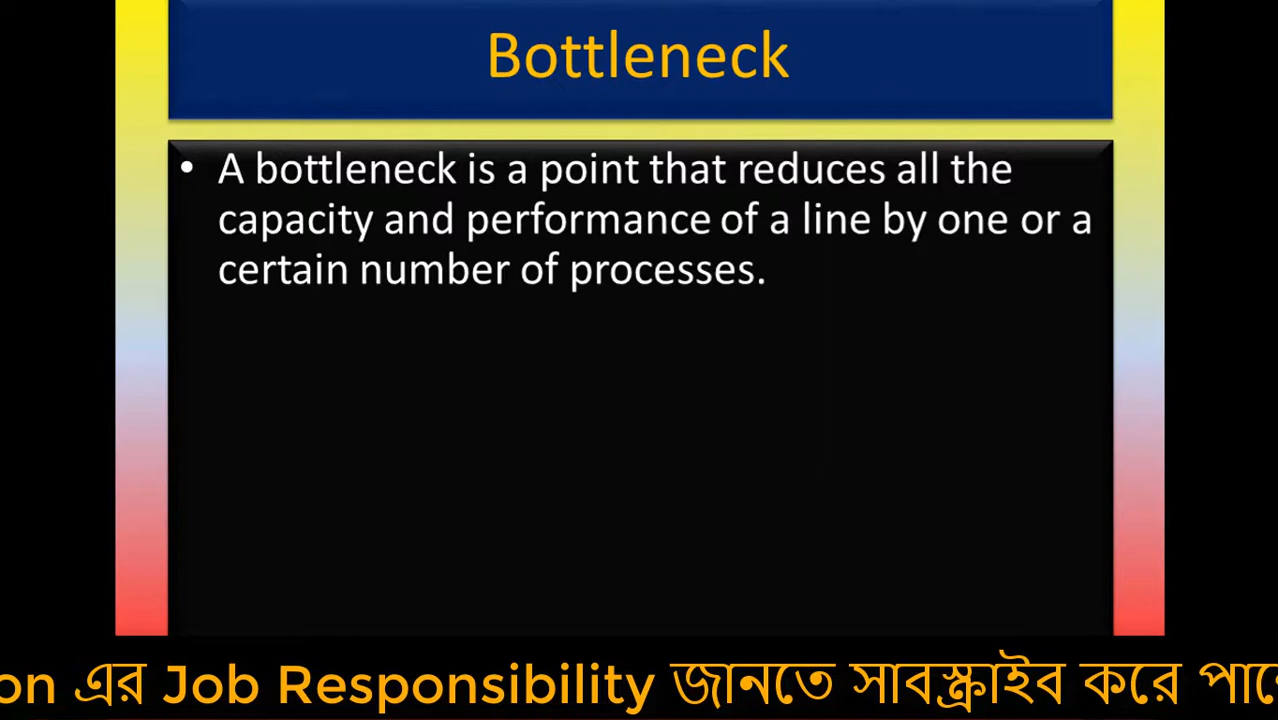 Bottleneck
• A bottleneck is a point that reduces all the
capacity and performance of a line by one or a
certain number of processes.
on এর Job Responsibility জানতে সাবস্ক্রাইব করে